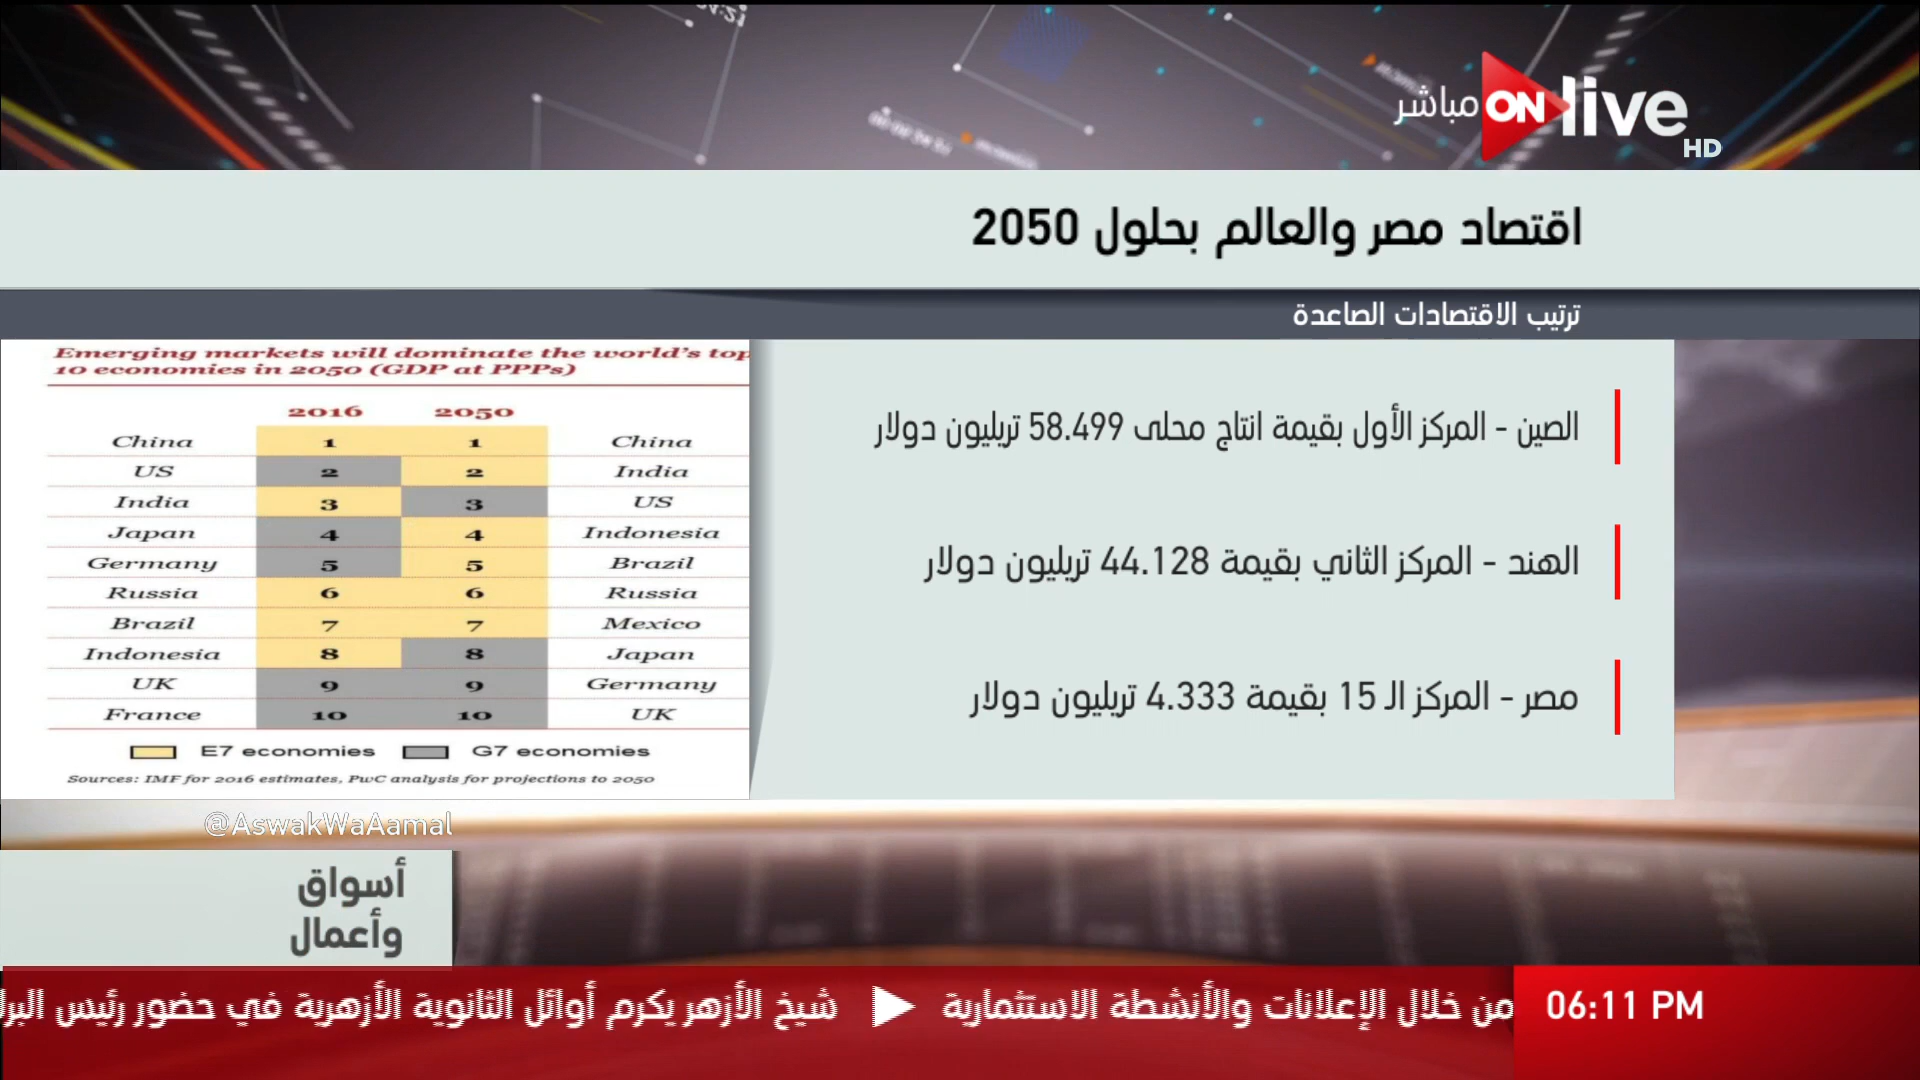 مباشر ON live
HD
اقتصاد مصر والعالم بحلول 2050
ترتيب الاقتصادات الصاعدة
الصين - المركز الأول بقيمة انتاج محلى 58.499 تريليون دولار
الهند - المركز الثاني بقيمة 44.128 تريليون دولار
مصر - المركز الـ 15 بقيمة 4.333 تريليون دولار
Emerging markets will dominate the world's top
10 economies in 2050 (GDP at PPPs)
2016 2050
China 1 1 China
US 2 2 India
India 3 3 US
Japan 4 4 Indonesia
Germany 5 5 Brazil
Russia 6 6 Russia
Brazil 7 7 Mexico
Indonesia 8 8 Japan
UK 9 9 Germany
France 10 10 UK
E7 economies G7 economies
Sources: IMF for 2016 estimates, PwC analysis for projections to 2050
@AswakWaAamal
أسواق
وأعمال
من خلال الإعلانات والأنشطة الاستثمارية
شيخ الأزهر يكرم أوائل الثانوية الأزهرية في حضور رئيس
06:11 PM